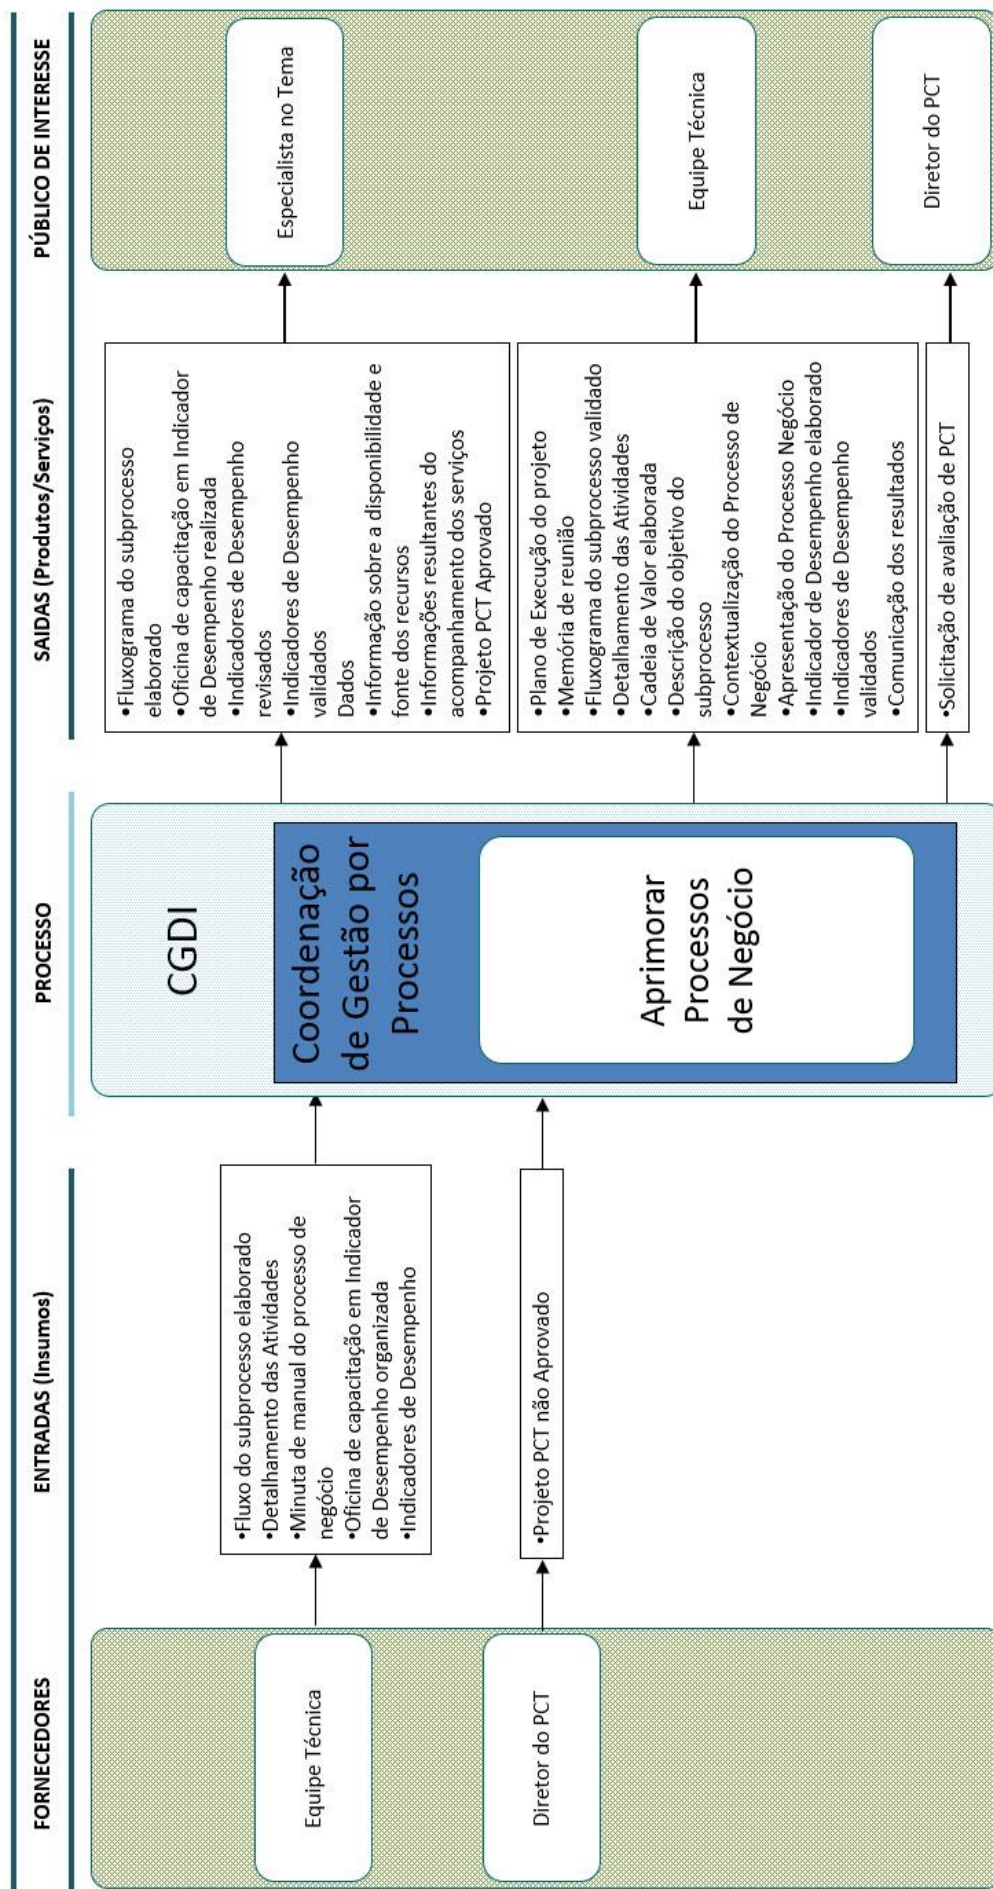 FORNECEDORES
ENTRADAS (Insumos)
PROCESSO
SAIDAS (Produtos/Serviços)
PÚBLICO DE INTERESSE
Equipe Técnica
Diretor do PCT
•Fluxo do subprocesso elaborado
•Detalhamento das Atividades
•Minuta de manual do processo de
negócio
•Oficina de capacitação em Indicador
de Desempenho organizada
•Indicadores de Desempenho
•Projeto PCT não Aprovado
CGDI
Coordenação
de Gestão por
Processos
Aprimorar
Processos
de Negócio
•Fluxograma do subprocesso
elaborado
•Oficina de capacitação em Indicador
de Desempenho realizada
•Indicadores de Desempenho
revisados
•Indicadores de Desempenho
validados
Dados
•Informação sobre a disponibilidade e
fonte dos recursos
•Informações resultantes do
acompanhamento dos serviços
•Projeto PCT Aprovado
•Plano de Execução do projeto
•Memória de reunião
•Fluxograma do subprocesso validado
•Detalhamento das Atividades
•Cadeia de Valor elaborada
•Descrição do objetivo do
subprocesso
•Contextualização do Processo de
Negócio
•Apresentação do Processo Negócio
•Indicador de Desempenho elaborado
•Indicadores de Desempenho
validados
•Comunicação dos resultados
•Solicitação de avaliação de PCT
Especialista no Tema
Equipe Técnica
Diretor do PCT